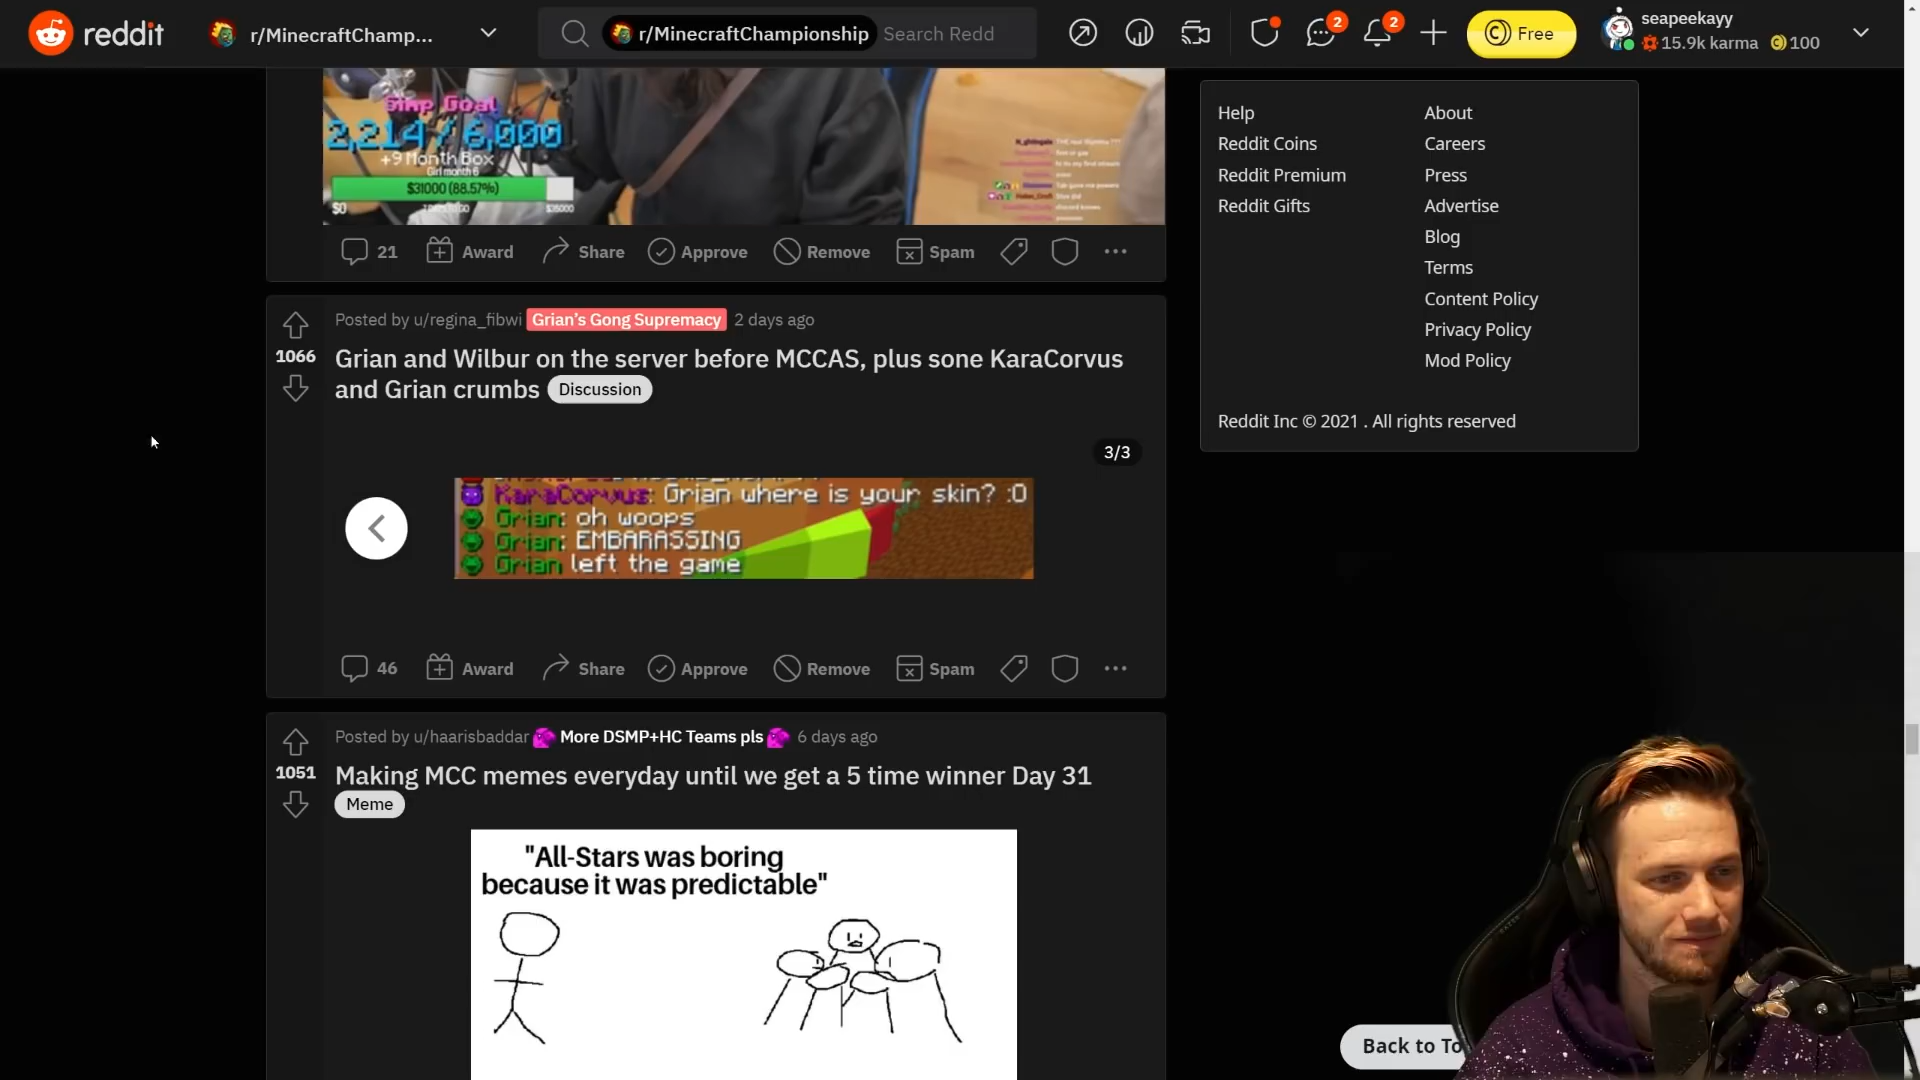 reddit
r/MinecraftChamp...
r/MinecraftChampionship
Search Redd
2
2
Free
seapeekayy
15.9k karma
100
Simp Goal
2,214 / 6,000
+9 Month Box
Girl month 6
$31000 (88.57%)
$0
$35000
21
Award
Share
Approve
Remove
Spam
Help
About
Reddit Coins
Careers
Reddit Premium
Press
Reddit Gifts
Advertise
Blog
Terms
Content Policy
Privacy Policy
Mod Policy
Reddit Inc © 2021 . All rights reserved
1066
Posted by u/regina_fibwi Grian's Gong Supremacy 2 days ago
Grian and Wilbur on the server before MCCAS, plus sone KaraCorvus
and Grian crumbs Discussion
3/3
KaraCorvus: Grian where is your skin? :O
Grian: oh woops
Grian: EMBARASSING
Grian left the game
46
Award
Share
Approve
Remove
Spam
1051
Posted by u/haarisbaddar More DSMP+HC Teams pls 6 days ago
Making MCC memes everyday until we get a 5 time winner Day 31
Meme
"All-Stars was boring
because it was predictable"
Back to To